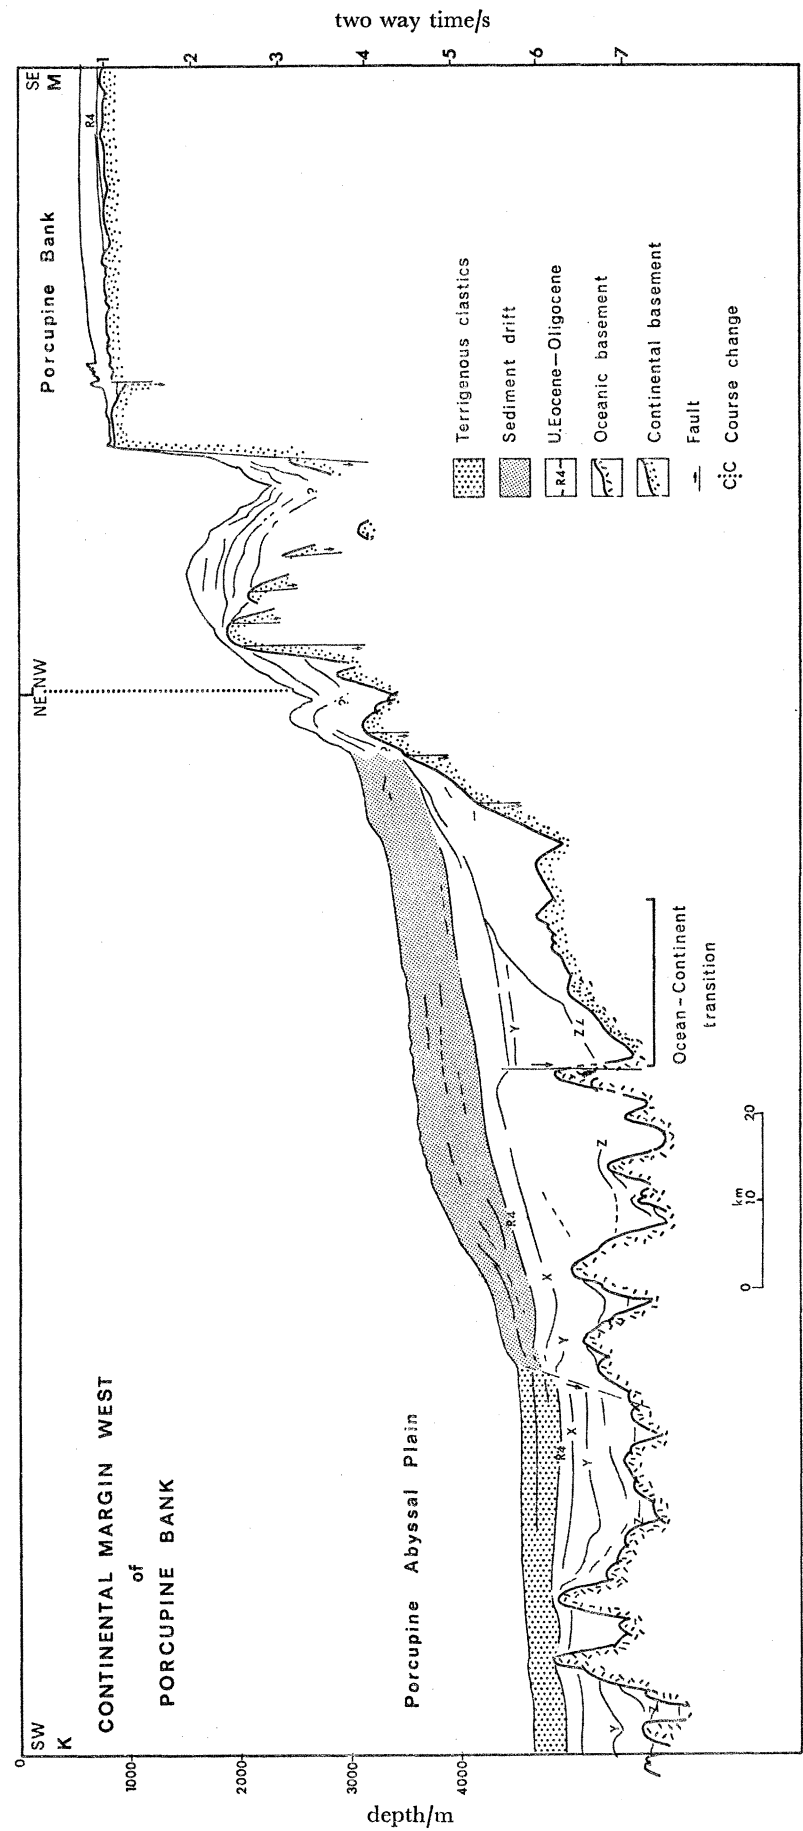 two way time/s
-1
-2
-3
-4
-5
-6
-7
SE
M
Porcupine Bank
R4
NE
NW
?
?
?
Terrigenous clastics
Sediment drift
-R4- U.Eocene–Oligocene
Oceanic basement
Continental basement
Fault
C:C Course change
Ocean–Continent
transition
Y
Z
Z
Z
R4
X
Y
km
0
10
20
CONTINENTAL MARGIN WEST
of
PORCUPINE BANK
Porcupine Abyssal Plain
R4
X
Y
Z
Y
Z
SW
K
0
1000
2000
3000
4000
depth/m